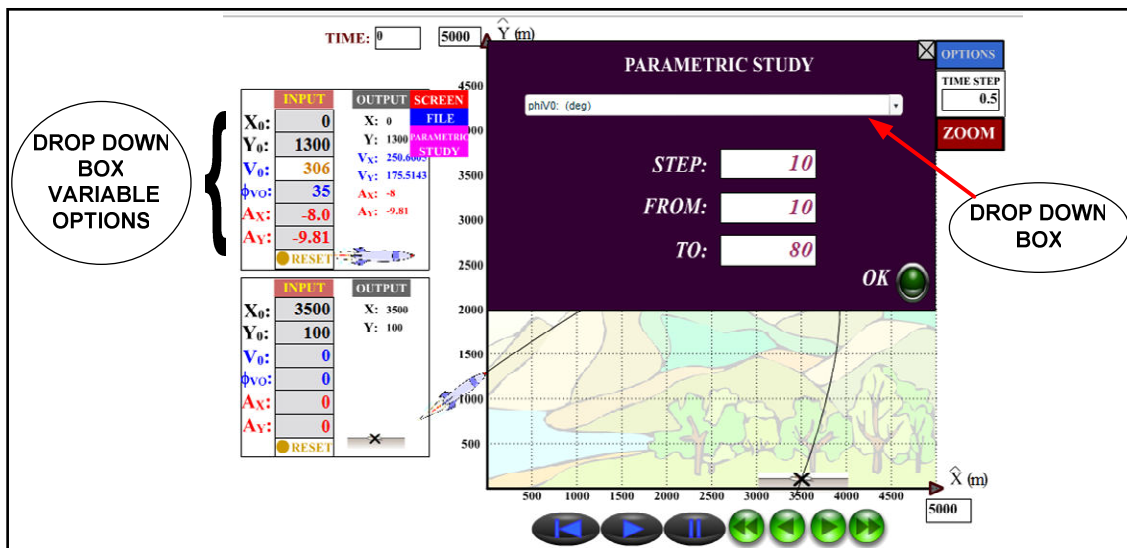 TIME: 0
5000
Ŷ (m)
DROP DOWN
BOX
VARIABLE
OPTIONS
INPUT
X₀: 0
Y₀: 1300
V₀: 306
ϕVO: 35
AX: -8.0
AY: -9.81
RESET
OUTPUT
X: 0
Y: 1300
VX: 250.6605
VY: 175.5143
AX: -8
AY: -9.81
SCREEN
FILE
PARAMETRIC
STUDY
INPUT
X₀: 3500
Y₀: 100
V₀: 0
ϕVO: 0
AX: 0
AY: 0
RESET
OUTPUT
X: 3500
Y: 100
PARAMETRIC STUDY
phiV0: (deg)
STEP: 10
FROM: 10
TO: 80
OK
OPTIONS
TIME STEP
0.5
ZOOM
DROP DOWN
BOX
4500
3500
3000
2500
2000
1500
1000
500
500 1000 1500 2000 2500 3000 3500 4000 4500
X̂ (m)
5000